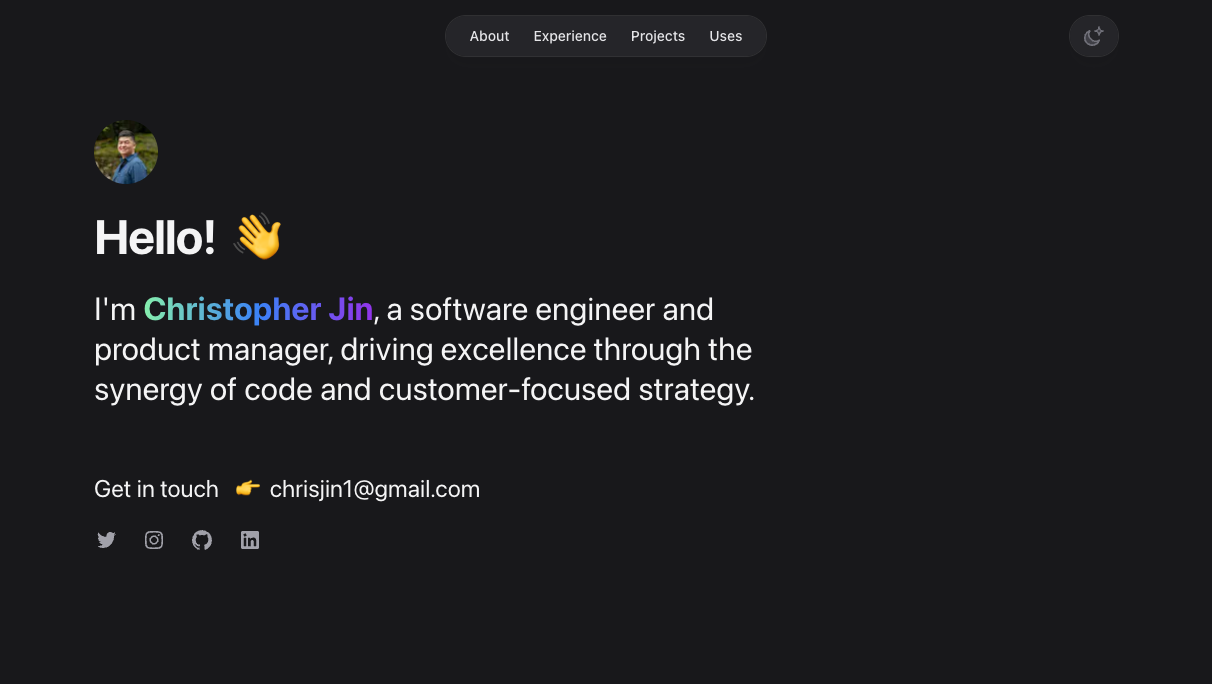 About Experience Projects Uses
Hello! 👋
I'm Christopher Jin, a software engineer and
product manager, driving excellence through the
synergy of code and customer-focused strategy.
Get in touch 👉 chrisjin1@gmail.com